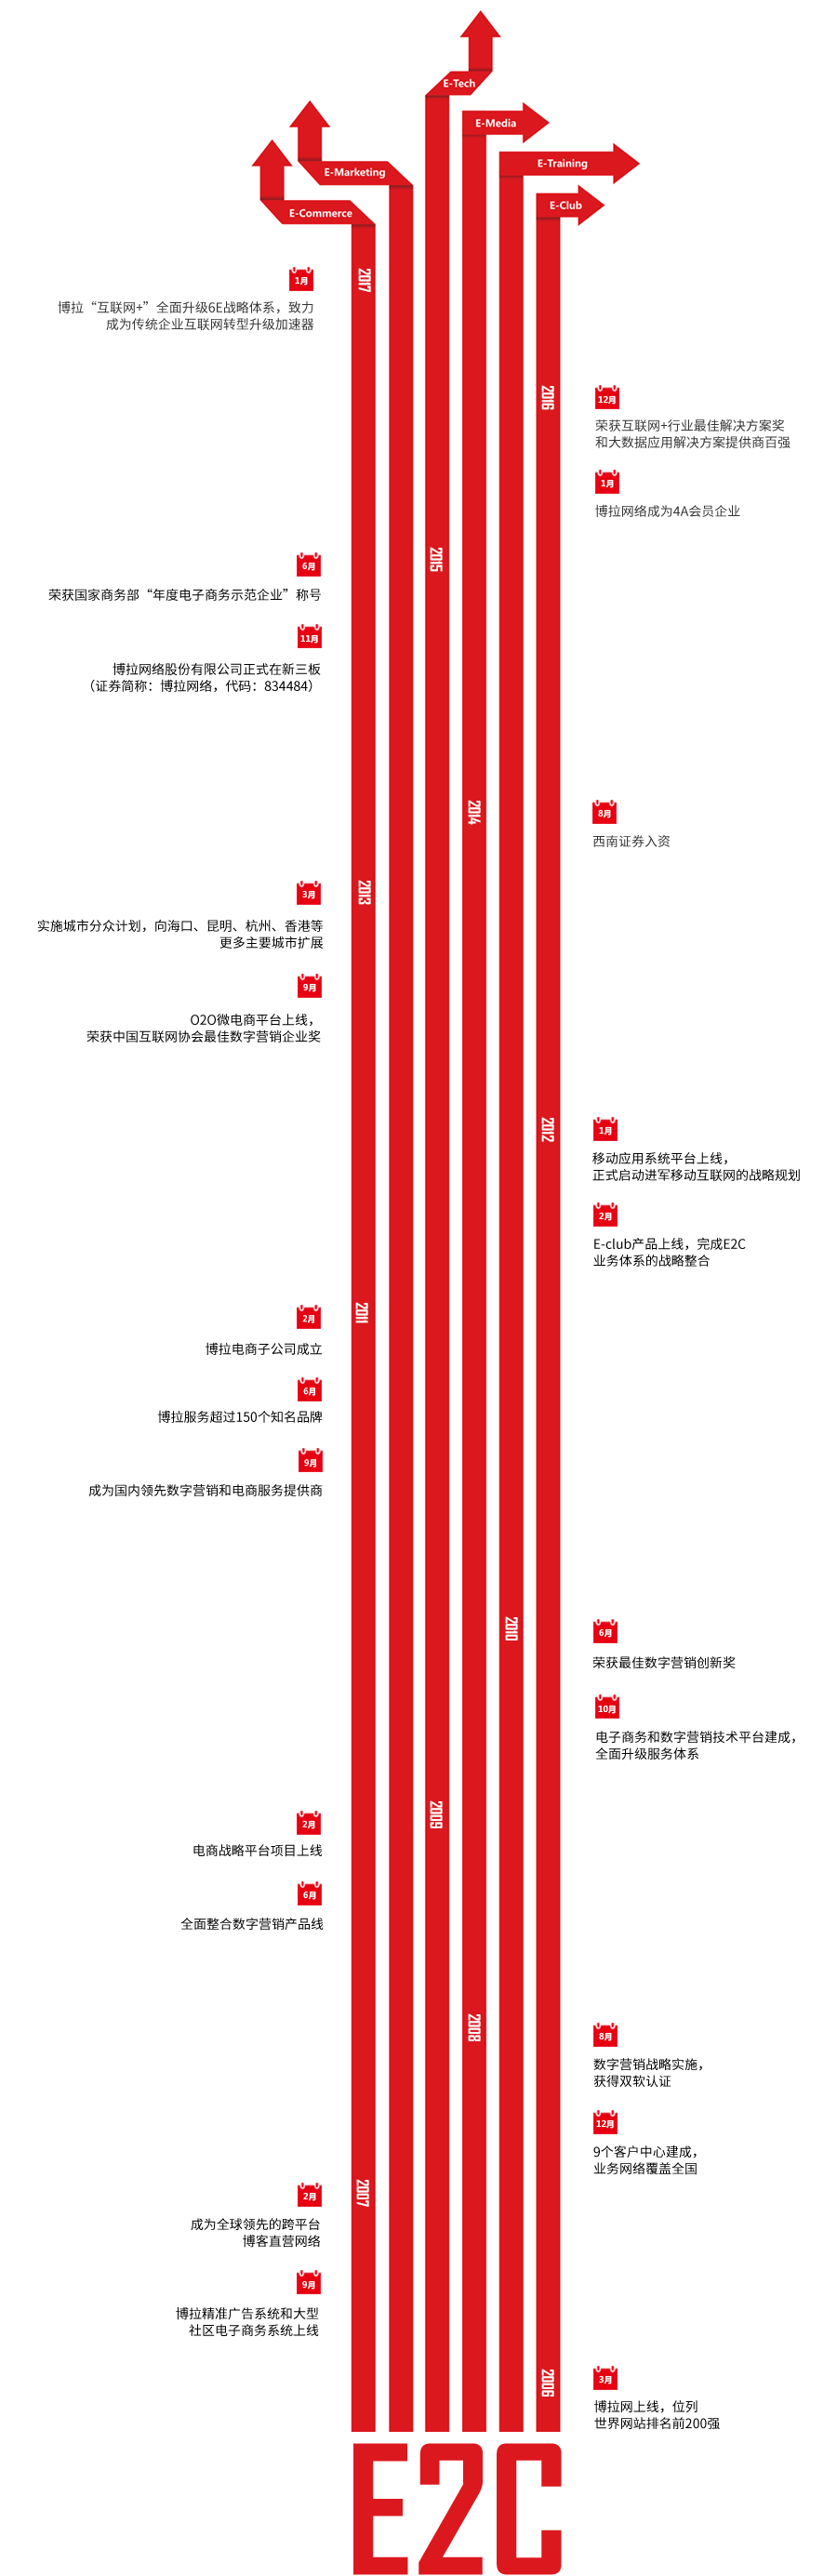 E-Tech
E-Media
E-Training
E-Marketing
E-Club
E-Commerce
2017
1月
博拉“互联网+”全面升级6E战略体系，致力
成为传统企业互联网转型升级加速器
2016
12月
荣获互联网+行业最佳解决方案奖
和大数据应用解决方案提供商百强
1月
博拉网络成为4A会员企业
2015
6月
荣获国家商务部“年度电子商务示范企业”称号
11月
博拉网络股份有限公司正式在新三板
（证券简称：博拉网络，代码：834484）
2014
8月
西南证券入资
2013
3月
实施城市分众计划，向海口、昆明、杭州、香港等
更多主要城市扩展
9月
O2O微电商平台上线，
荣获中国互联网协会最佳数字营销企业奖
2012
1月
移动应用系统平台上线，
正式启动进军移动互联网的战略规划
2月
E-club产品上线，完成E2C
业务体系的战略整合
2011
2月
博拉电商子公司成立
6月
博拉服务超过150个知名品牌
9月
成为国内领先数字营销和电商服务提供商
2010
6月
荣获最佳数字营销创新奖
10月
电子商务和数字营销技术平台建成，
全面升级服务体系
2009
2月
电商战略平台项目上线
6月
全面整合数字营销产品线
2008
8月
数字营销战略实施，
获得双软认证
12月
9个客户中心建成，
业务网络覆盖全国
2007
2月
成为全球领先的跨平台
博客直营网络
9月
博拉精准广告系统和大型
社区电子商务系统上线
2006
3月
博拉网上线，位列
世界网站排名前200强
E2C